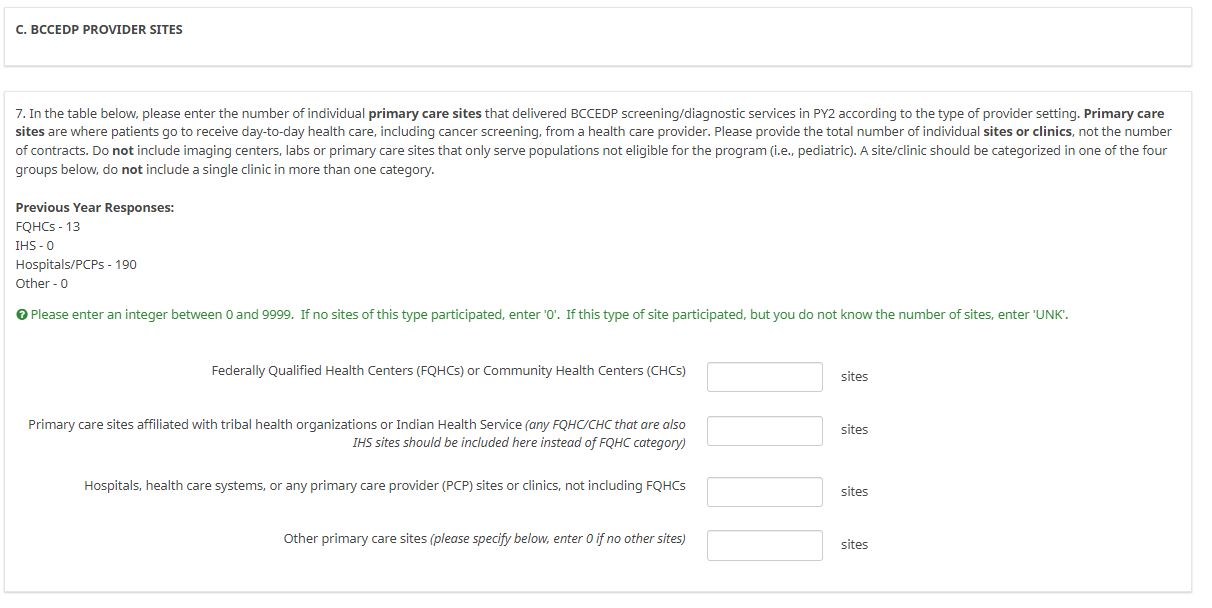 C. BCCEDP PROVIDER SITES
7. In the table below, please enter the number of individual primary care sites that delivered BCCEDP screening/diagnostic services in PY2 according to the type of provider setting. Primary care
sites are where patients go to receive day-to-day health care, including cancer screening, from a health care provider. Please provide the total number of individual sites or clinics, not the number
of contracts. Do not include imaging centers, labs or primary care sites that only serve populations not eligible for the program (i.e., pediatric). A site/clinic should be categorized in one of the four
groups below, do not include a single clinic in more than one category.
Previous Year Responses:
FQHCs - 13
IHS - 0
Hospitals/PCPs - 190
Other - 0
Please enter an integer between 0 and 9999. If no sites of this type participated, enter '0'. If this type of site participated, but you do not know the number of sites, enter 'UNK'.
Federally Qualified Health Centers (FQHCs) or Community Health Centers (CHCs)
sites
Primary care sites affiliated with tribal health organizations or Indian Health Service (any FQHC/CHC that are also
IHS sites should be included here instead of FQHC category)
sites
Hospitals, health care systems, or any primary care provider (PCP) sites or clinics, not including FQHCs
sites
Other primary care sites (please specify below, enter 0 if no other sites)
sites